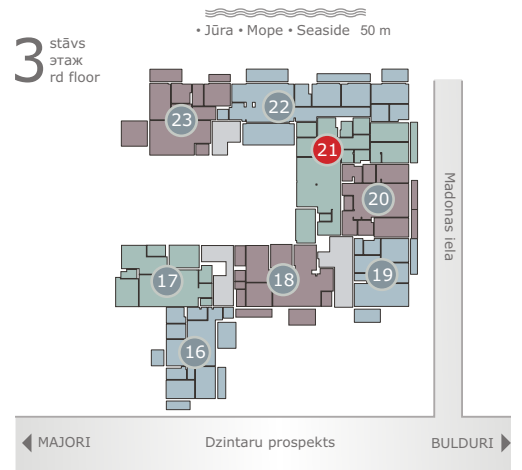 • Jūra • Море • Seaside 50 m
3
stāvs
этаж
rd floor
23
22
21
20
Madonas iela
19
17
18
16
MAJORI
Dzintaru prospekts
BULDURI